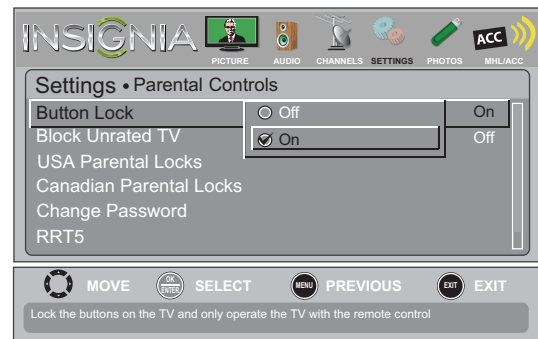 INSIGNIA
PICTURE AUDIO CHANNELS SETTINGS PHOTOS ACC MHL/ACC
Settings • Parental Controls
Button Lock Off On
Block Unrated TV On Off
USA Parental Locks
Canadian Parental Locks
Change Password
RRT5
MOVE OK ENTER SELECT MENU PREVIOUS EXIT EXIT
Lock the buttons on the TV and only operate the TV with the remote control